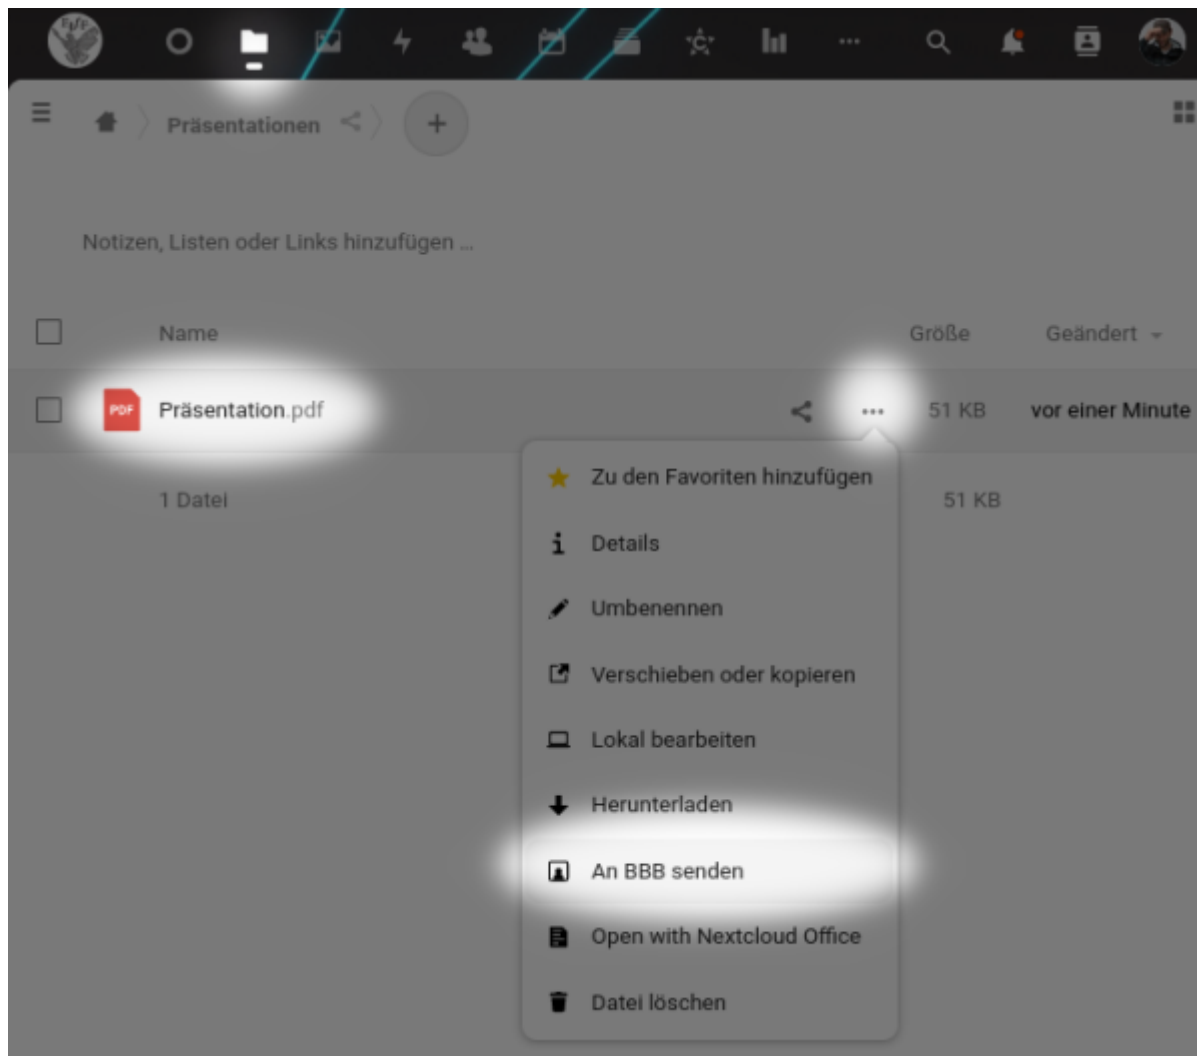 FIfF
Präsentationen
Notizen, Listen oder Links hinzufügen ...
Name Größe Geändert
PDF Präsentation.pdf 51 KB vor einer Minute
1 Datei 51 KB
Zu den Favoriten hinzufügen
Details
Umbenennen
Verschieben oder kopieren
Lokal bearbeiten
Herunterladen
An BBB senden
Open with Nextcloud Office
Datei löschen